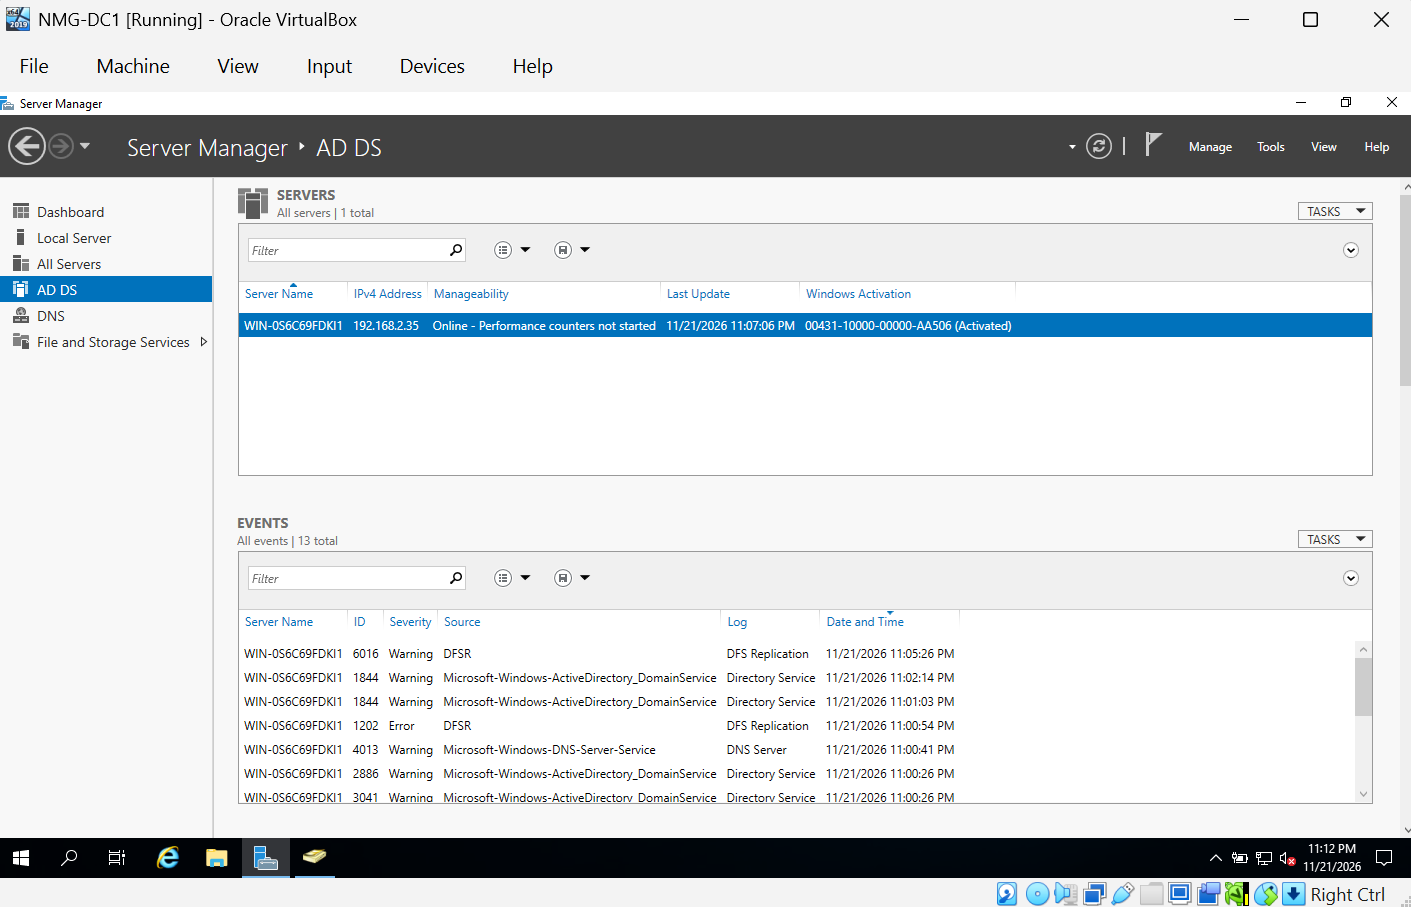 NMG-DC1 [Running] - Oracle VirtualBox
File Machine View Input Devices Help
Server Manager
Server Manager • AD DS
Manage Tools View Help
Dashboard
Local Server
All Servers
AD DS
DNS
File and Storage Services
SERVERS
All servers | 1 total
TASKS
Filter
Server Name IPv4 Address Manageability Last Update Windows Activation
WIN-0S6C69FDKI1 192.168.2.35 Online - Performance counters not started 11/21/2026 11:07:06 PM 00431-10000-00000-AA506 (Activated)
EVENTS
All events | 13 total
TASKS
Filter
Server Name ID Severity Source Log Date and Time
WIN-0S6C69FDKI1 6016 Warning DFSR DFS Replication 11/21/2026 11:05:26 PM
WIN-0S6C69FDKI1 1844 Warning Microsoft-Windows-ActiveDirectory_DomainService Directory Service 11/21/2026 11:02:14 PM
WIN-0S6C69FDKI1 1844 Warning Microsoft-Windows-ActiveDirectory_DomainService Directory Service 11/21/2026 11:01:03 PM
WIN-0S6C69FDKI1 1202 Error DFSR DFS Replication 11/21/2026 11:00:54 PM
WIN-0S6C69FDKI1 4013 Warning Microsoft-Windows-DNS-Server-Service DNS Server 11/21/2026 11:00:41 PM
WIN-0S6C69FDKI1 2886 Warning Microsoft-Windows-ActiveDirectory_DomainService Directory Service 11/21/2026 11:00:26 PM
WIN-0S6C69FDKI1 3041 Warning Microsoft-Windows-ActiveDirectory_DomainService Directory Service 11/21/2026 11:00:26 PM
11:12 PM
11/21/2026
Right Ctrl